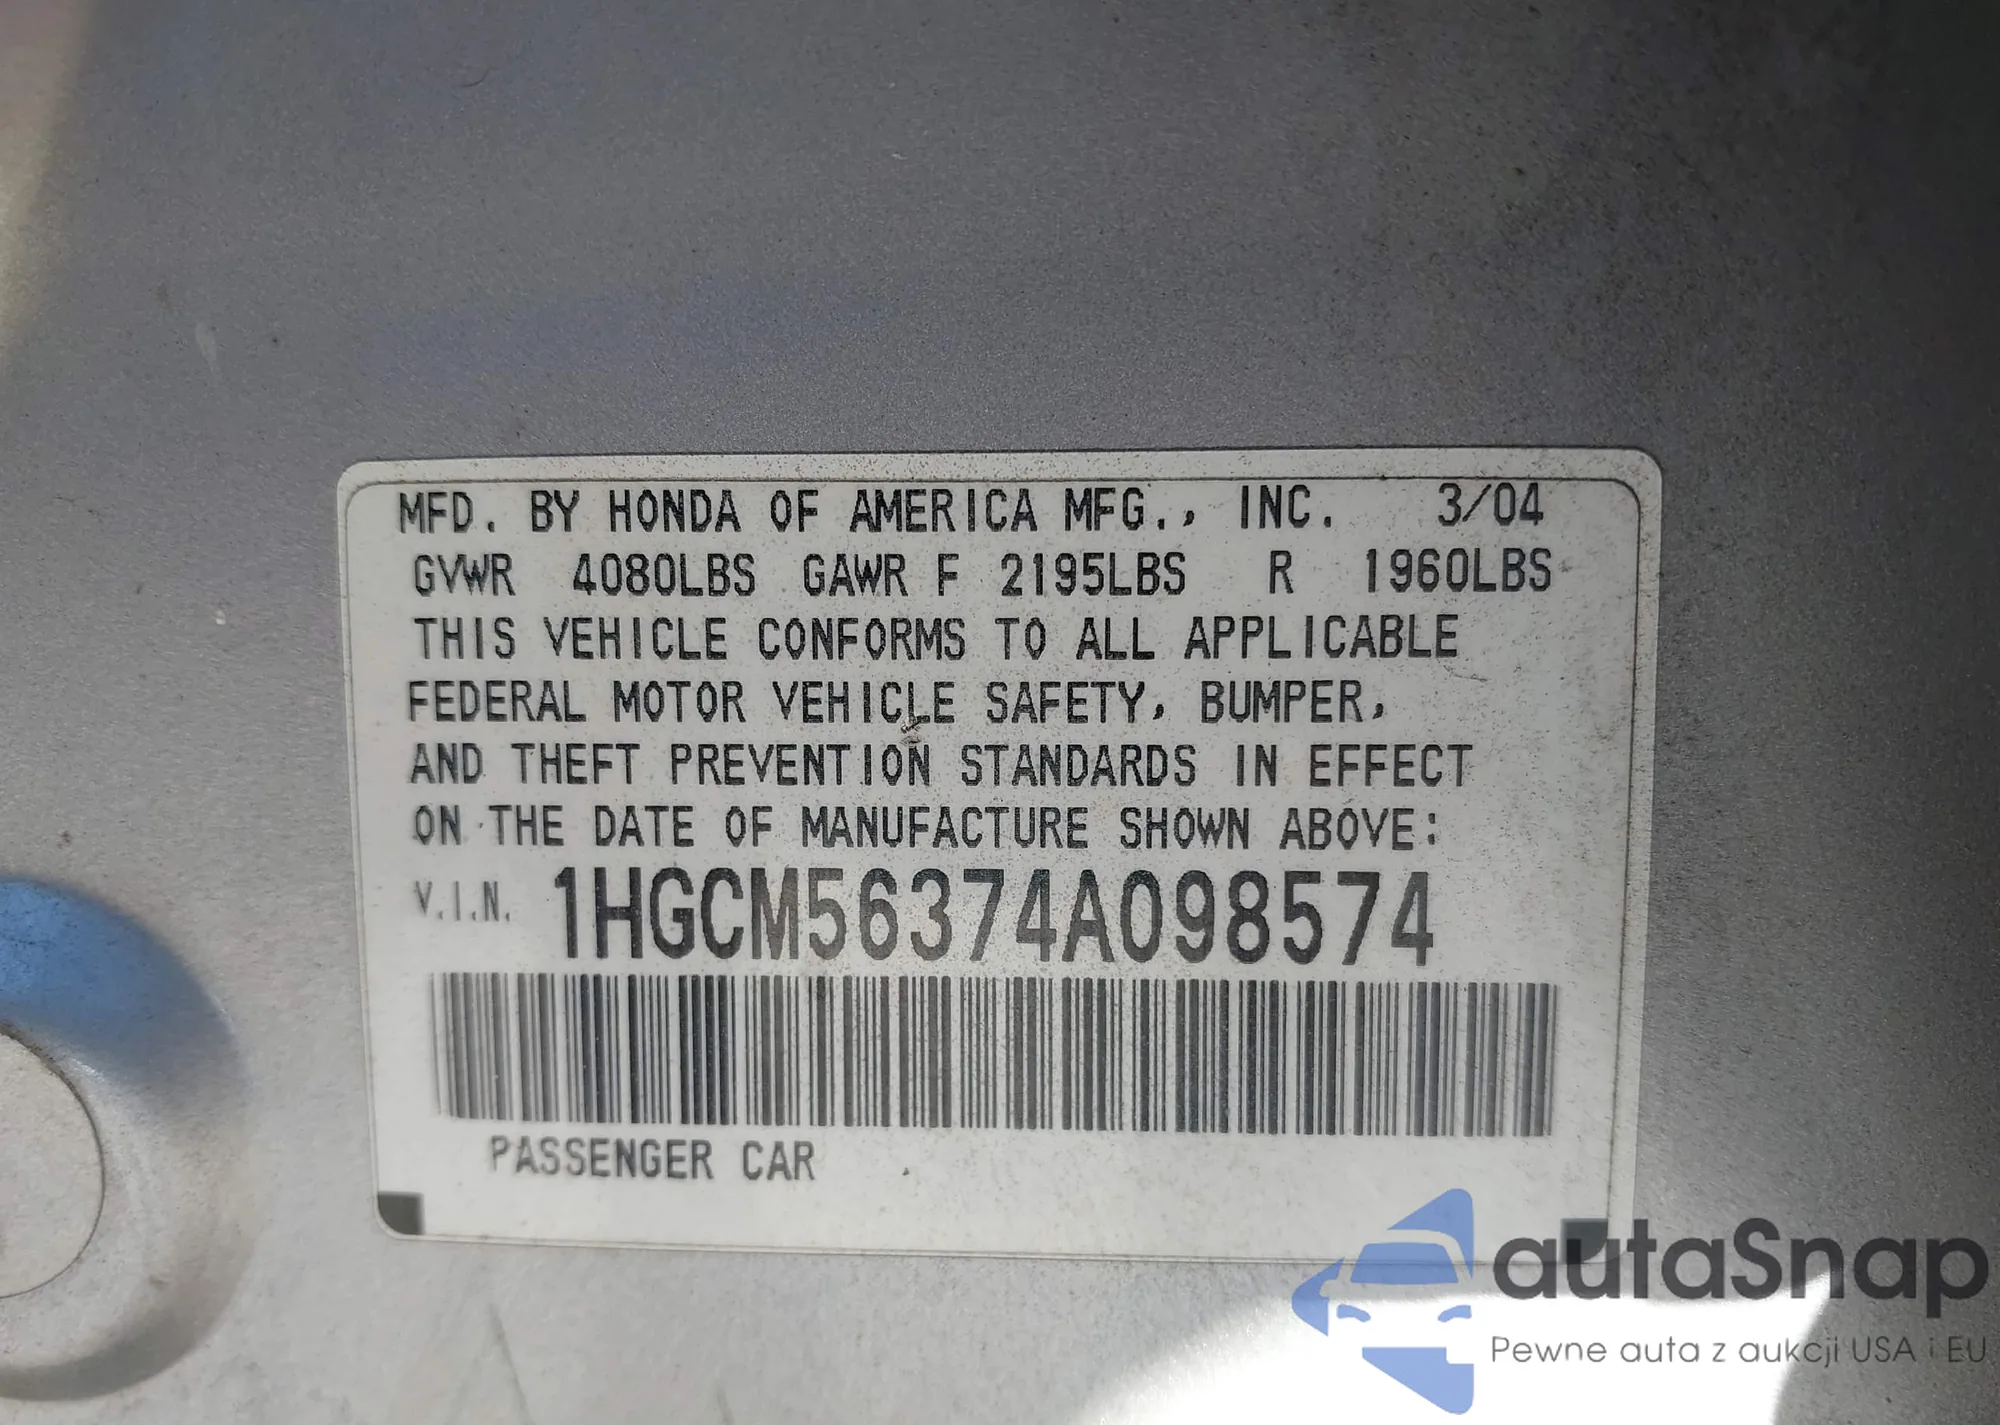 MFD. BY HONDA OF AMERICA MFG., INC. 3/04
GVWR 4080LBS GAWR F 2195LBS R 1960LBS
THIS VEHICLE CONFORMS TO ALL APPLICABLE
FEDERAL MOTOR VEHICLE SAFETY, BUMPER,
AND THEFT PREVENTION STANDARDS IN EFFECT
ON THE DATE OF MANUFACTURE SHOWN ABOVE:
V.I.N. 1HGCM56374A098574
PASSENGER CAR
autaSnap
Pewne auta z aukcji USA i EU